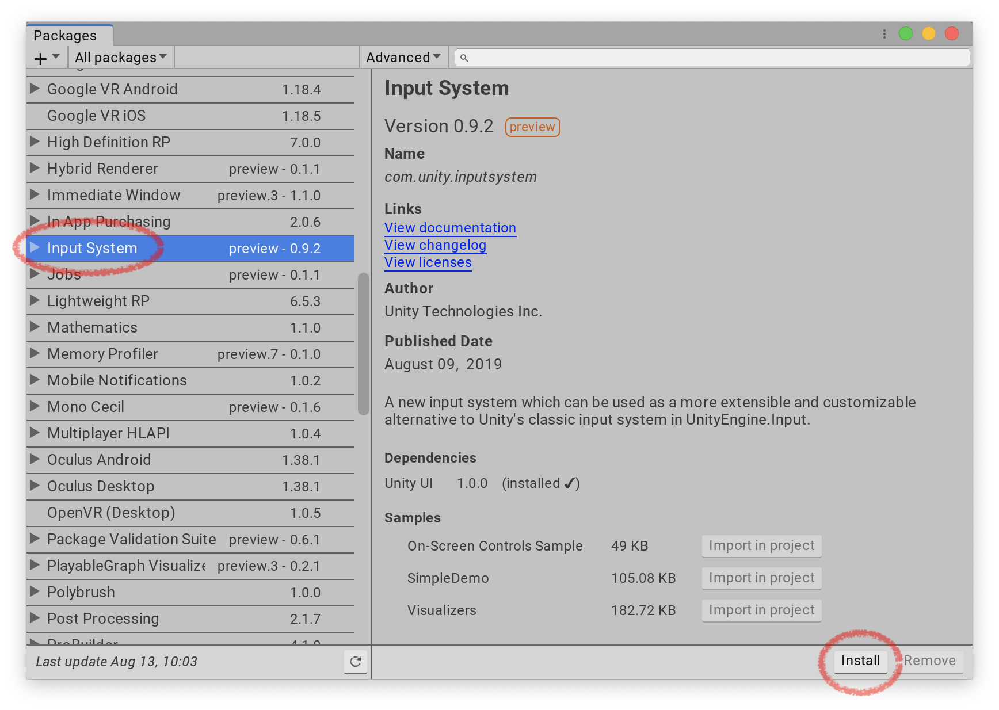 Packages
+ All packages Advanced
Google VR Android 1.18.4
Google VR iOS 1.18.5
High Definition RP 7.0.0
Hybrid Renderer preview - 0.1.1
Immediate Window preview.3 - 1.1.0
In App Purchasing 2.0.6
Input System preview - 0.9.2
Jobs preview - 0.1.1
Lightweight RP 6.5.3
Mathematics 1.1.0
Memory Profiler preview.7 - 0.1.0
Mobile Notifications 1.0.2
Mono Cecil preview - 0.1.6
Multiplayer HLAPI 1.0.4
Oculus Android 1.38.1
Oculus Desktop 1.38.1
OpenVR (Desktop) 1.0.5
Package Validation Suite preview - 0.6.1
PlayableGraph Visualize preview.3 - 0.2.1
Polybrush 1.0.0
Post Processing 2.1.7
ProBuilder 4.1.0
Last update Aug 13, 10:03
Input System
Version 0.9.2 preview
Name
com.unity.inputsystem
Links
View documentation
View changelog
View licenses
Author
Unity Technologies Inc.
Published Date
August 09, 2019
A new input system which can be used as a more extensible and customizable
alternative to Unity's classic input system in UnityEngine.Input.
Dependencies
Unity UI 1.0.0 (installed ✔)
Samples
On-Screen Controls Sample 49 KB Import in project
SimpleDemo 105.08 KB Import in project
Visualizers 182.72 KB Import in project
Install Remove